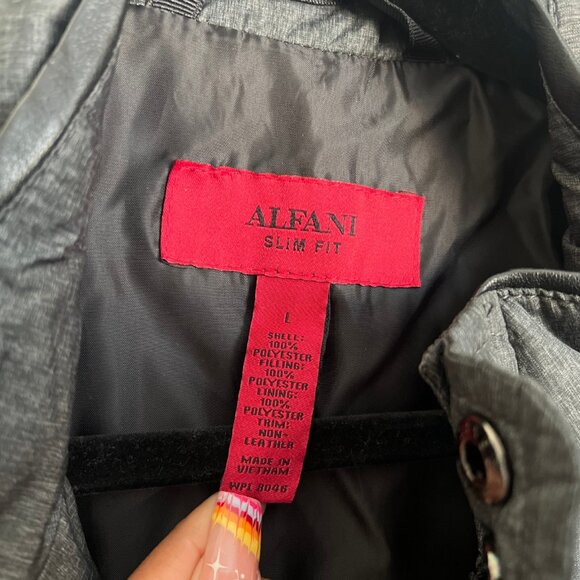 ALFANI
SLIM FIT
L
SHELL:
100%
POLYESTER
FILLING:
100%
POLYESTER
LINING:
100%
POLYESTER
TRIM:
NON-
LEATHER
MADE IN
VIETNAM
WPL 8046